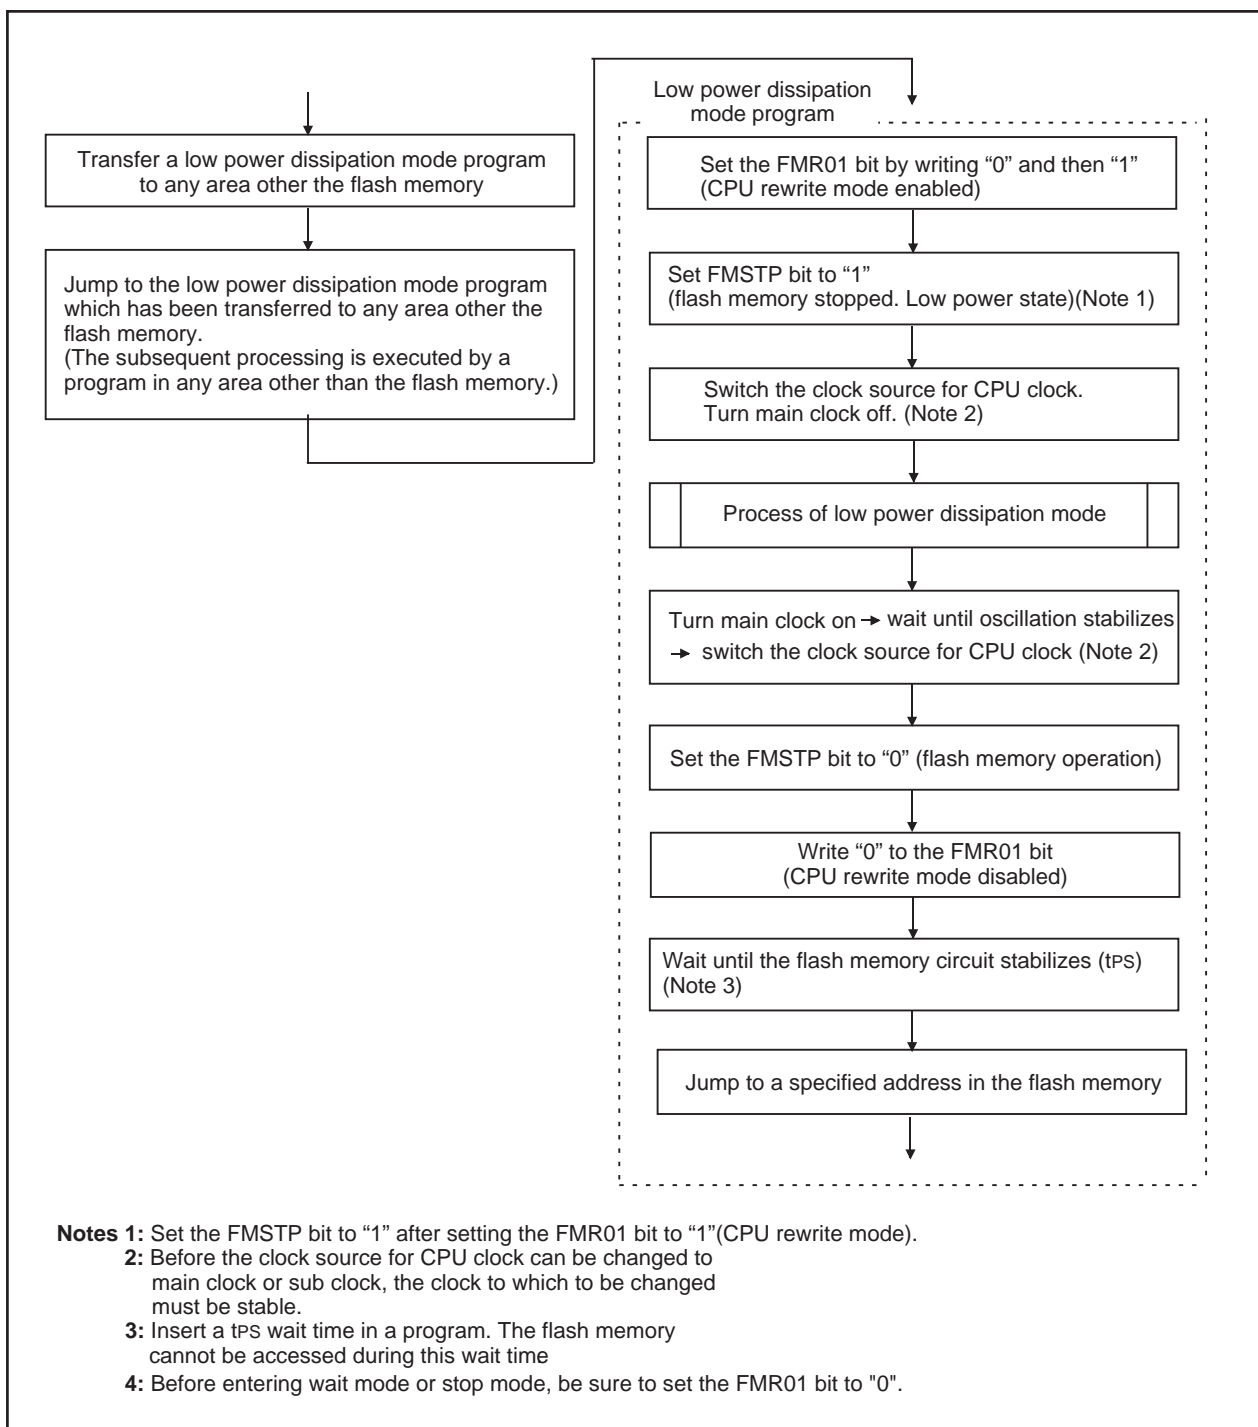 Transfer a low power dissipation mode program
to any area other the flash memory
Jump to the low power dissipation mode program
which has been transferred to any area other the
flash memory.
(The subsequent processing is executed by a
program in any area other than the flash memory.)
Low power dissipation
mode program
Set the FMR01 bit by writing “0” and then “1”
(CPU rewrite mode enabled)
Set FMSTP bit to “1”
(flash memory stopped. Low power state)(Note 1)
Switch the clock source for CPU clock.
Turn main clock off. (Note 2)
Process of low power dissipation mode
Turn main clock on → wait until oscillation stabilizes
→ switch the clock source for CPU clock (Note 2)
Set the FMSTP bit to “0” (flash memory operation)
Write “0” to the FMR01 bit
(CPU rewrite mode disabled)
Wait until the flash memory circuit stabilizes (tPS)
(Note 3)
Jump to a specified address in the flash memory
Notes 1: Set the FMSTP bit to “1” after setting the FMR01 bit to “1”(CPU rewrite mode).
2: Before the clock source for CPU clock can be changed to
main clock or sub clock, the clock to which to be changed
must be stable.
3: Insert a tPS wait time in a program. The flash memory
cannot be accessed during this wait time
4: Before entering wait mode or stop mode, be sure to set the FMR01 bit to "0".